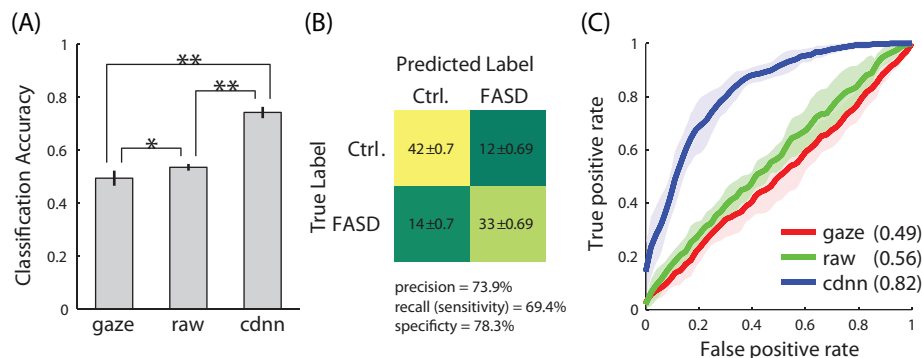 (A)
Classification Accuracy
1
0.8
0.6
0.4
0.2
0
**
**
*
gaze raw cdnn
(B)
Predicted Label
Ctrl. FASD
True Label
Ctrl. 42 ±0.7 12 ±0.69
FASD 14 ±0.7 33 ±0.69
precision = 73.9%
recall (sensitivity) = 69.4%
specificty = 78.3%
(C)
True positive rate
1
0.8
0.6
0.4
0.2
0
gaze (0.49)
raw (0.56)
cdnn (0.82)
0 0.2 0.4 0.6 0.8 1
False positive rate